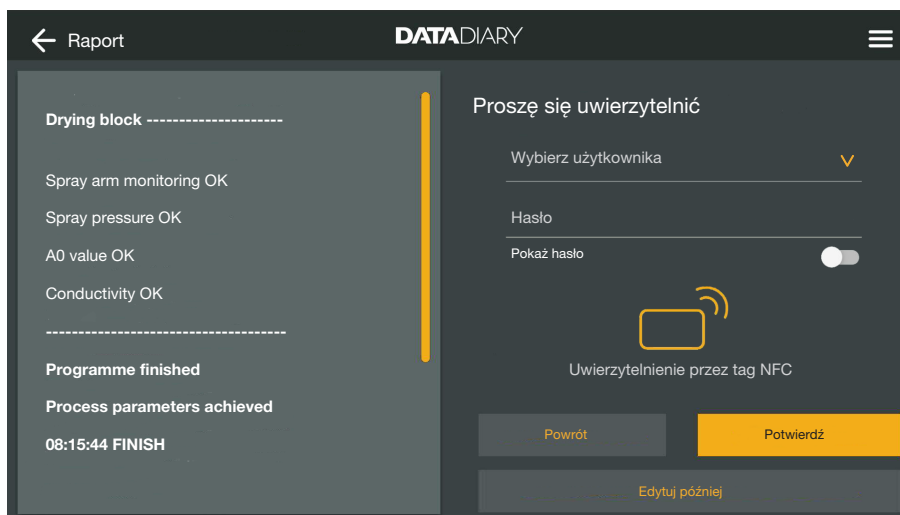 Raport
DATADIARY
Drying block ---------------------
Spray arm monitoring OK
Spray pressure OK
A0 value OK
Conductivity OK
-------------------------------------
Programme finished
Process parameters achieved
08:15:44 FINISH
Proszę się uwierzytelnić
Wybierz użytkownika
Hasło
Pokaż hasło
Uwierzytelnienie przez tag NFC
Powrót
Potwierdź
Edytuj później